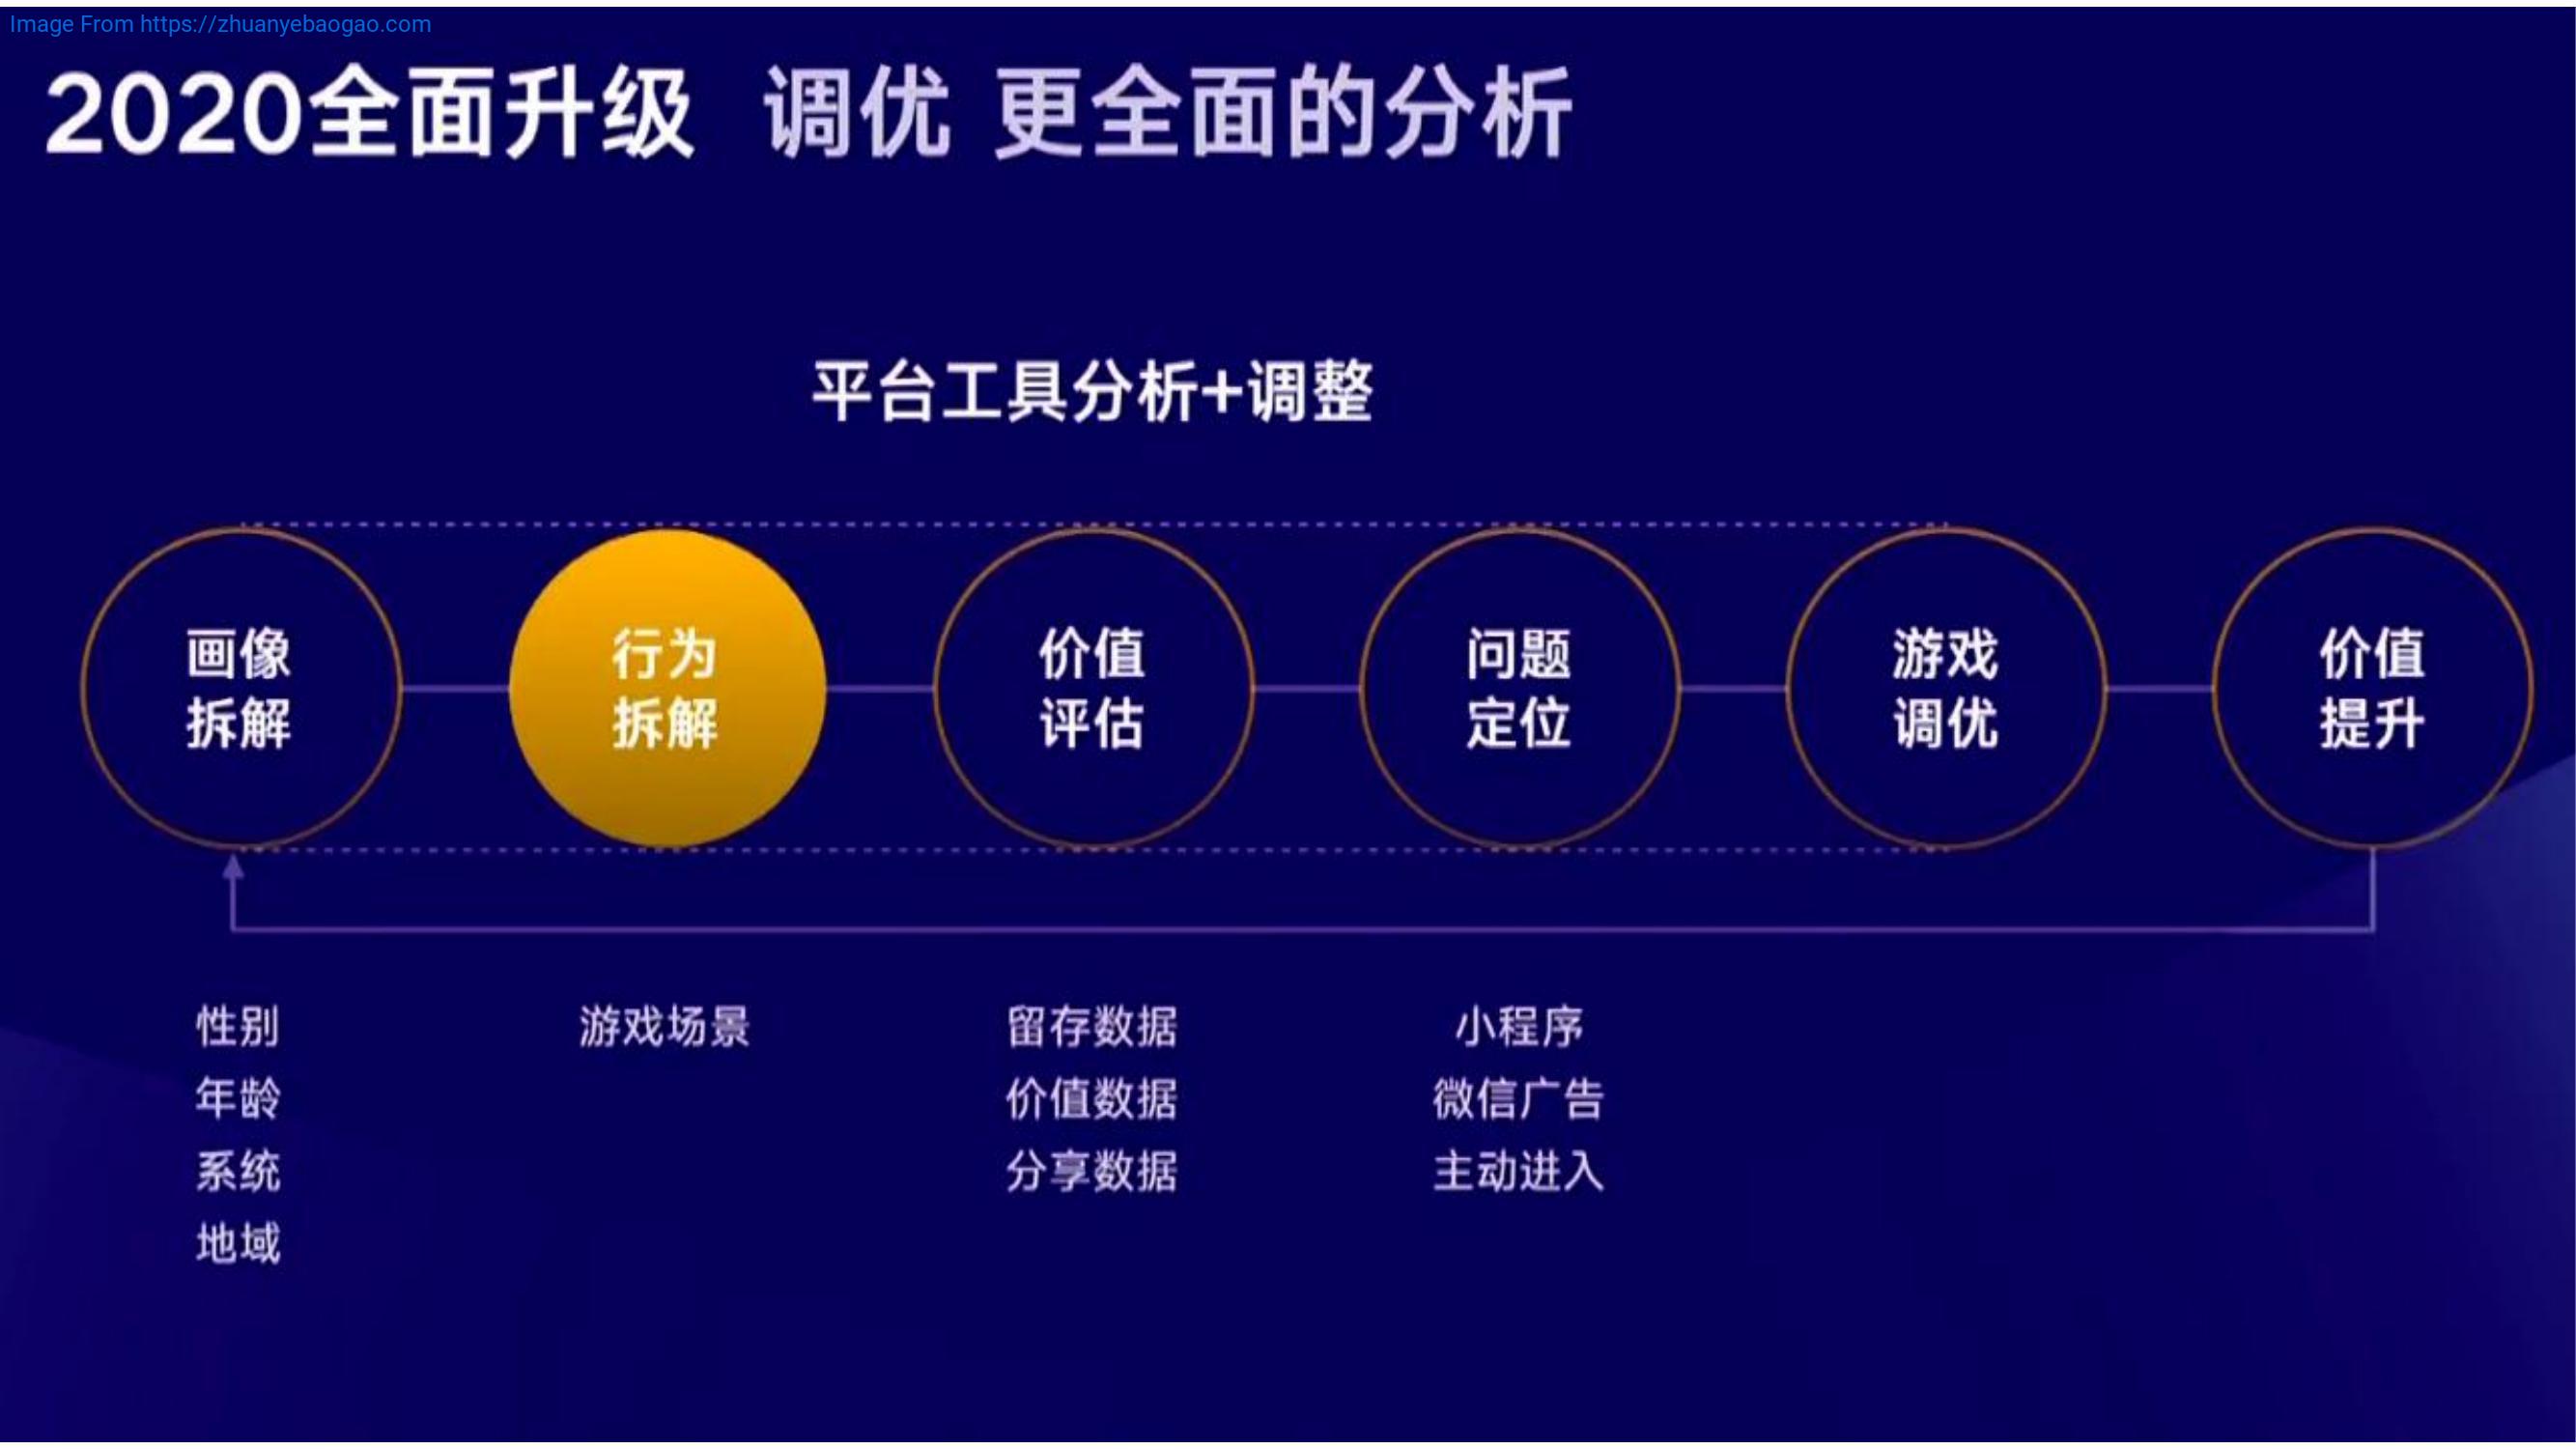 Image From https://zhuanyebaogao.com
2020全面升级 调优 更全面的分析
平台工具分析+调整
画像
拆解
行为
拆解
价值
评估
问题
定位
游戏
调优
价值
提升
性别
年龄
系统
地域
游戏场景
留存数据
价值数据
分享数据
小程序
微信广告
主动进入